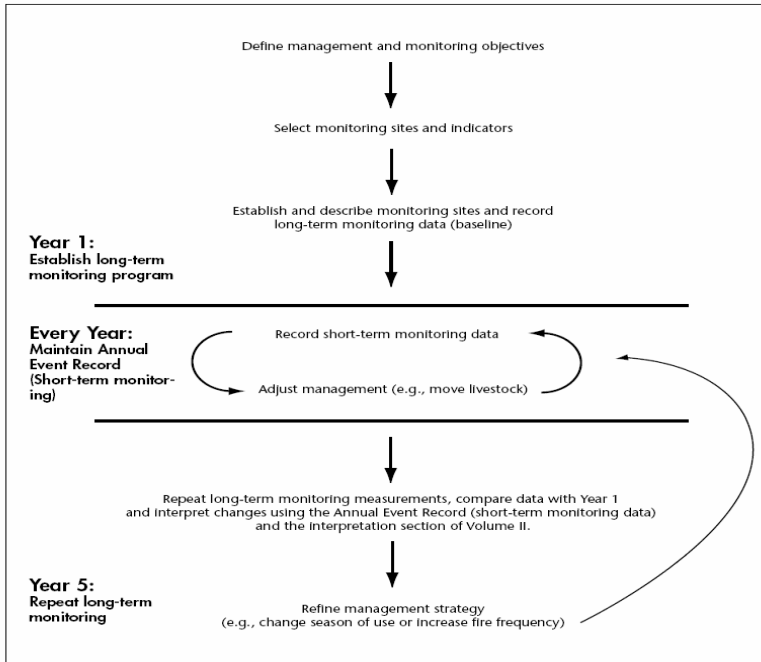 Define management and monitoring objectives
Select monitoring sites and indicators
Establish and describe monitoring sites and record
long-term monitoring data (baseline)
Year 1:
Establish long-term
monitoring program
Every Year:
Maintain Annual
Event Record
(Short-term monitor-
ing)
Record short-term monitoring data
Adjust management (e.g., move livestock)
Repeat long-term monitoring measurements, compare data with Year 1
and interpret changes using the Annual Event Record (short-term monitoring data)
and the interpretation section of Volume II.
Year 5:
Repeat long-term
monitoring
Refine management strategy
(e.g., change season of use or increase fire frequency)